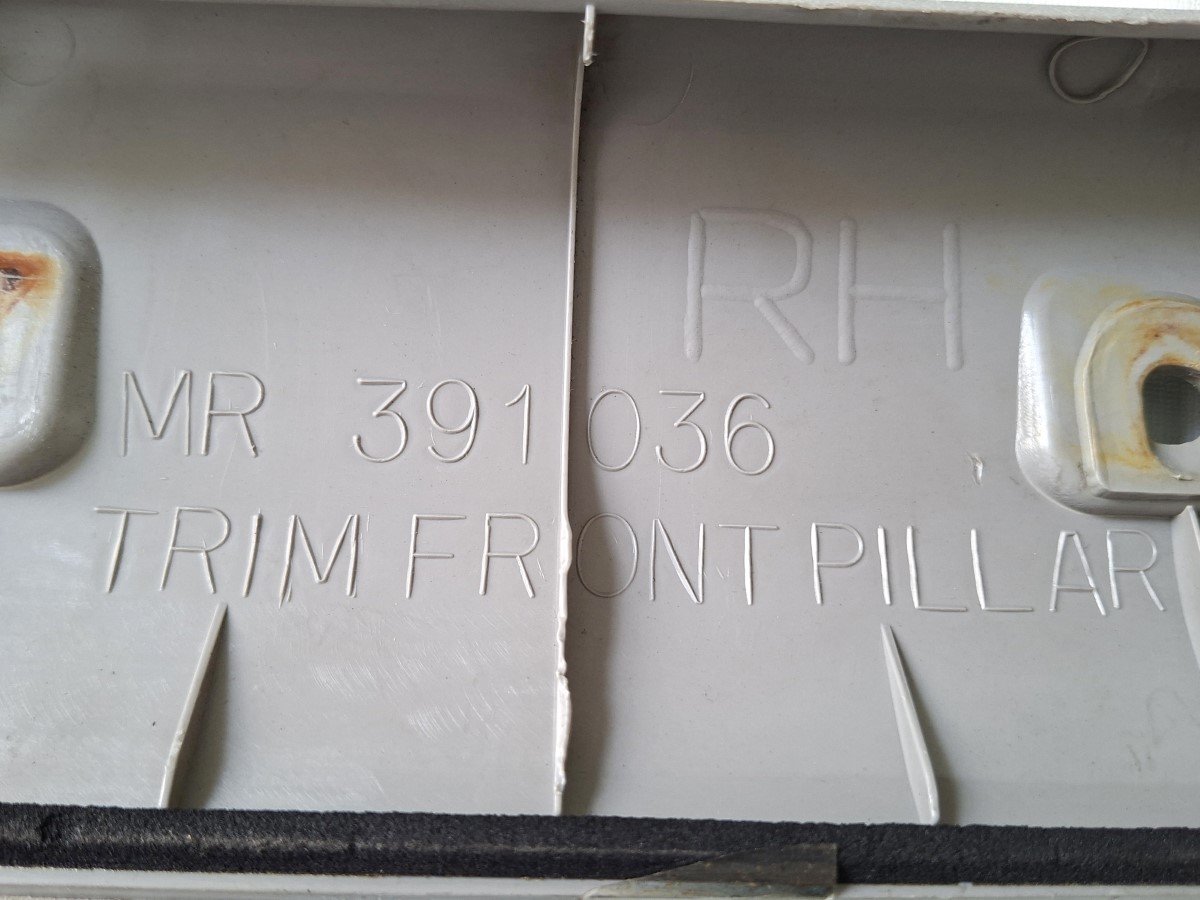 RH
MR 391036
TRIM FRONT PILLAR